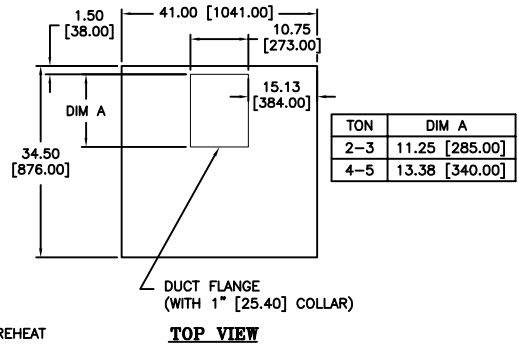 1.50
[38.00]
41.00 [1041.00]
10.75
[273.00]
15.13
[384.00]
DIM A
34.50
[876.00]
TON DIM A
2-3 11.25 [285.00]
4-5 13.38 [340.00]
DUCT FLANGE
(WITH 1" [25.40] COLLAR)
REHEAT
TOP VIEW